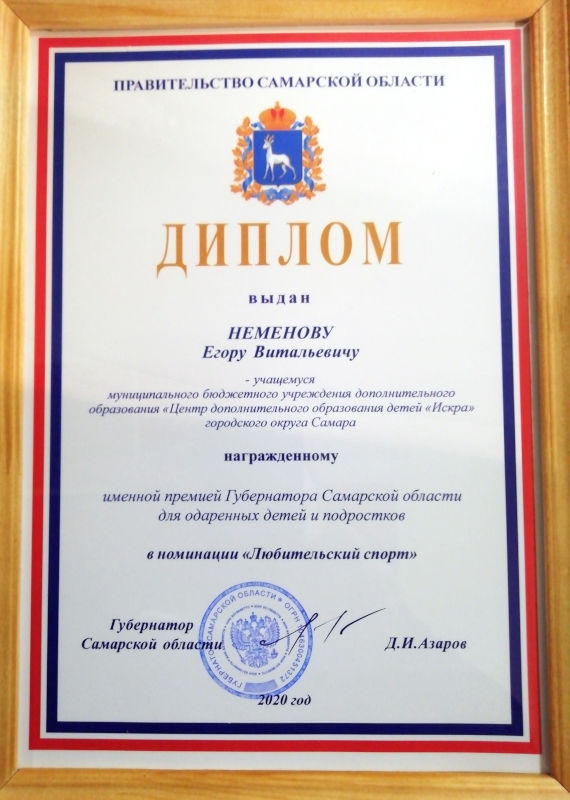 ПРАВИТЕЛЬСТВО САМАРСКОЙ ОБЛАСТИ
ДИПЛОМ
выдан
НЕМЕНОВУ
Егору Витальевичу
- учащемуся
муниципального бюджетного учреждения дополнительного
образования «Центр дополнительного образования детей «Искра»
городского округа Самара
награжденному
именной премией Губернатора Самарской области
для одаренных детей и подростков
в номинации «Любительский спорт»
Губернатор
Самарской области
Д.И.Азаров
2020 год